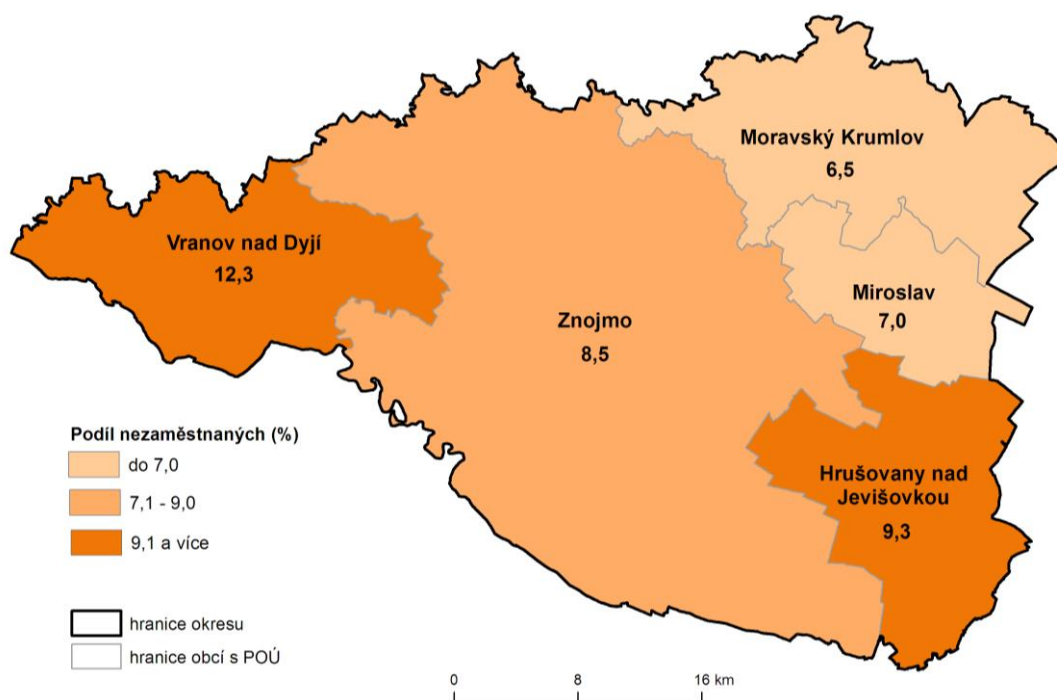 Moravský Krumlov
6,5
Vranov nad Dyjí
12,3
Miroslav
7,0
Znojmo
8,5
Hrušovany nad
Jevišovkou
9,3
Podíl nezaměstnaných (%)
do 7,0
7,1 - 9,0
9,1 a více
hranice okresu
hranice obcí s POÚ
0 8 16 km